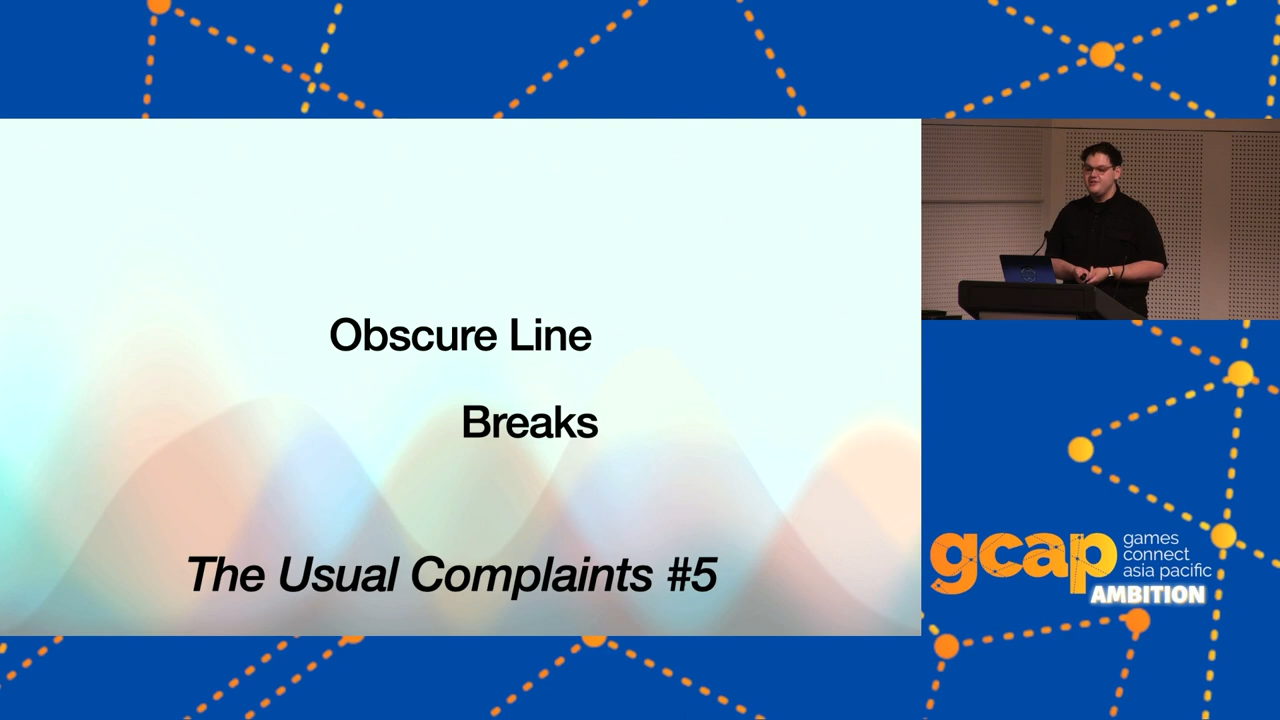 Obscure Line
Breaks
The Usual Complaints #5
gcap
games
connect
asia pacific
AMBITION